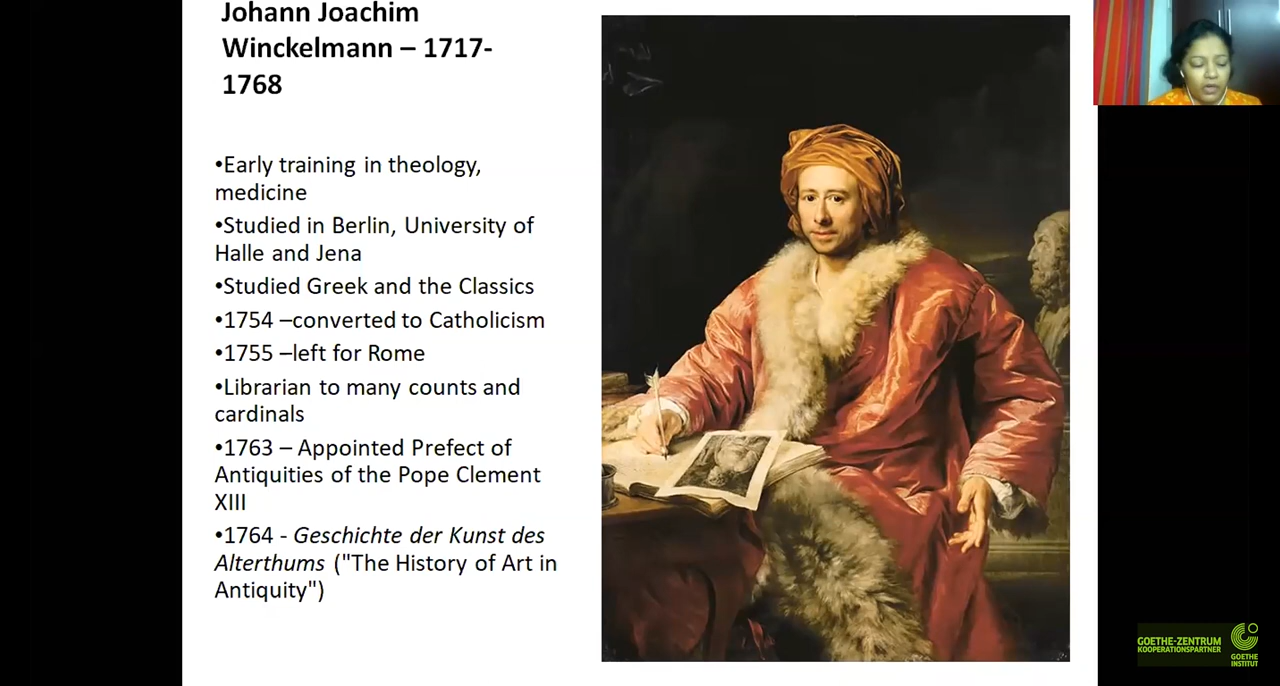 Johann Joachim
Winckelmann – 1717-
1768
•Early training in theology,
medicine
•Studied in Berlin, University of
Halle and Jena
•Studied Greek and the Classics
•1754 –converted to Catholicism
•1755 –left for Rome
•Librarian to many counts and
cardinals
•1763 – Appointed Prefect of
Antiquities of the Pope Clement
XIII
•1764 - Geschichte der Kunst des
Alterthums ("The History of Art in
Antiquity")
GOETHE-ZENTRUM
KOOPERATIONSPARTNER
GOETHE
INSTITUT